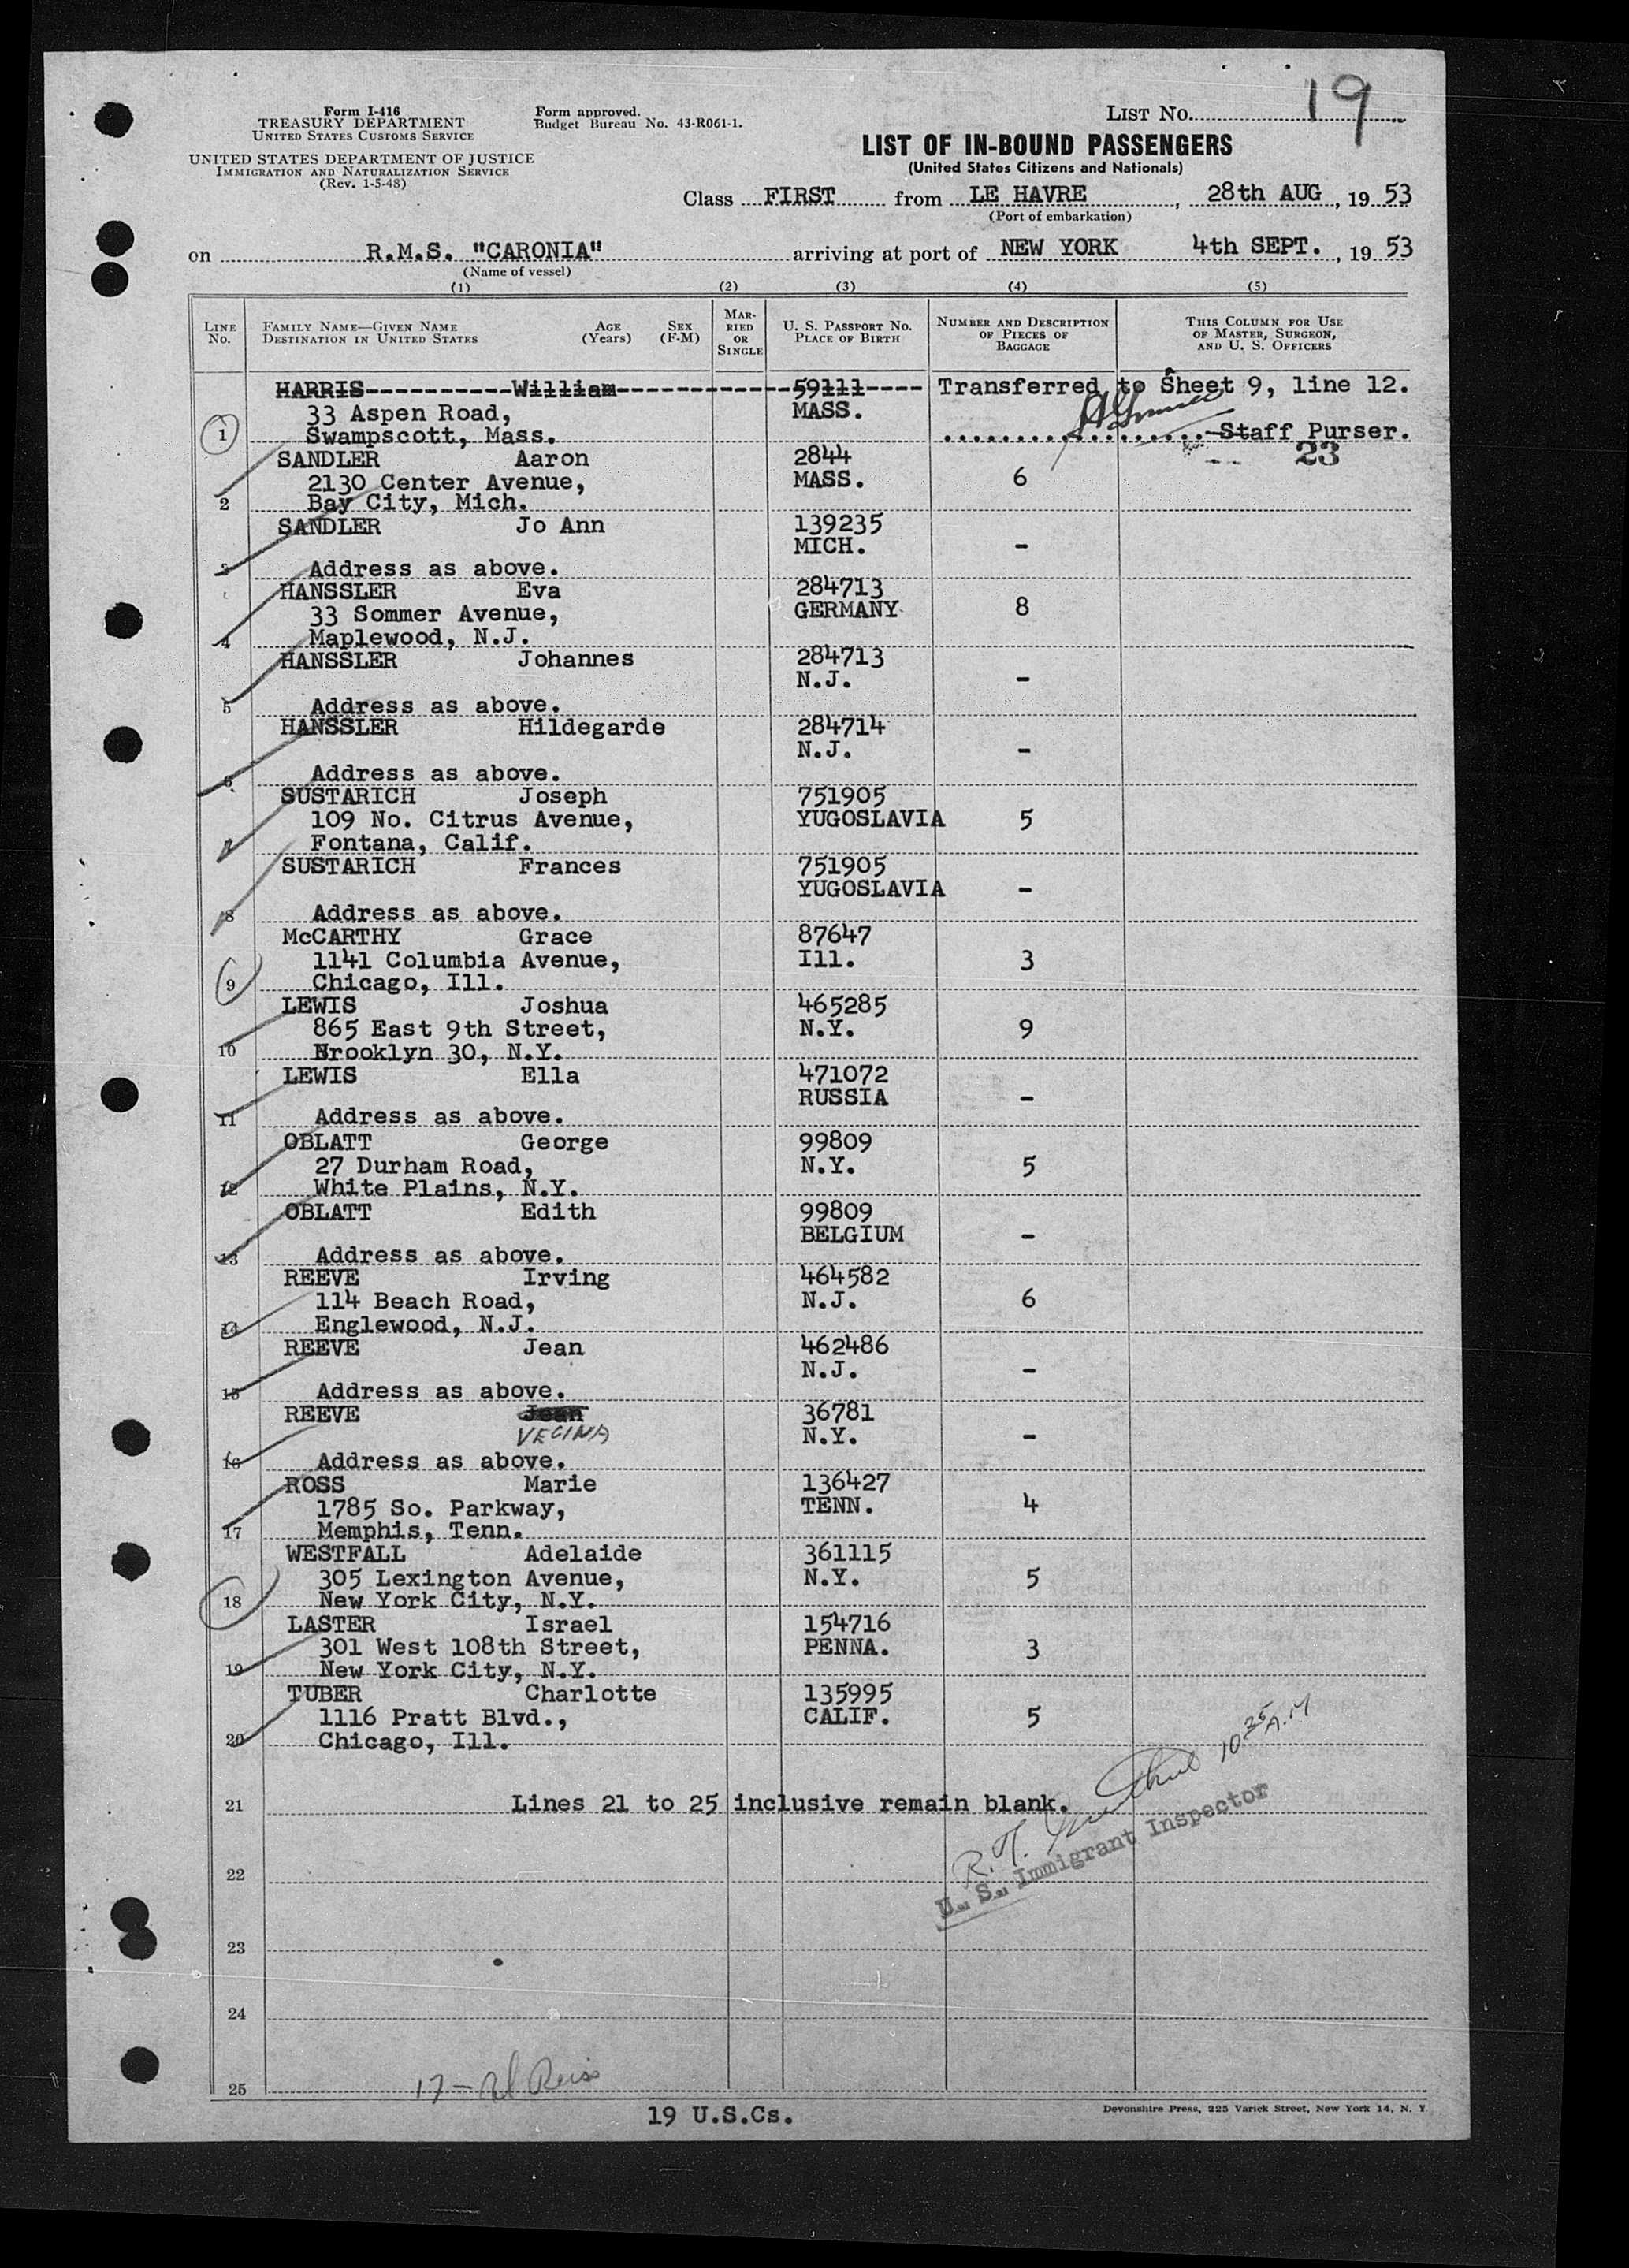 19
Form I-416
TREASURY DEPARTMENT
UNITED STATES CUSTOMS SERVICE
UNITED STATES DEPARTMENT OF JUSTICE
IMMIGRATION AND NATURALIZATION SERVICE
(Rev. 1-5-48)
Form approved.
Budget Bureau No. 43-R061-1.
LIST No.
LIST OF IN-BOUND PASSENGERS
(United States Citizens and Nationals)
Class FIRST from LE HAVRE, 28th AUG, 19 53
(Port of embarkation)
on R.M.S. "CARONIA" arriving at port of NEW YORK 4th SEPT., 19 53
(Name of vessel)
(1) (2) (3) (4) (5)
LINE No.
FAMILY NAME—GIVEN NAME
DESTINATION IN UNITED STATES
AGE (Years)
SEX (F-M)
MARRIED OR SINGLE
U. S. PASSPORT No.
PLACE OF BIRTH
NUMBER AND DESCRIPTION OF PIECES OF BAGGAGE
THIS COLUMN FOR USE OF MASTER, SURGEON, AND U. S. OFFICERS
HARRIS----------William------------59111---- Transferred to Sheet 9, line 12.
33 Aspen Road, MASS.
1 Swampscott, Mass. Staff Purser.
23
SANDLER Aaron 2844
2130 Center Avenue, MASS. 6
2 Bay City, Mich.
SANDLER Jo Ann 139235
MICH. -
3 Address as above.
HANSSLER Eva 284713
33 Sommer Avenue, GERMANY 8
4 Maplewood, N.J.
HANSSLER Johannes 284713
N.J. -
5 Address as above.
HANSSLER Hildegarde 284714
N.J. -
6 Address as above.
SUSTARICH Joseph 751905
109 No. Citrus Avenue, YUGOSLAVIA 5
7 Fontana, Calif.
SUSTARICH Frances 751905
YUGOSLAVIA -
8 Address as above.
McCARTHY Grace 87647
1141 Columbia Avenue, Ill. 3
9 Chicago, Ill.
LEWIS Joshua 465285
865 East 9th Street, N.Y. 9
10 Brooklyn 30, N.Y.
LEWIS Ella 471072
RUSSIA -
11 Address as above.
OBLATT George 99809
27 Durham Road, N.Y. 5
12 White Plains, N.Y.
OBLATT Edith 99809
BELGIUM -
13 Address as above.
REEVE Irving 464582
114 Beach Road, N.J. 6
14 Englewood, N.J.
REEVE Jean 462486
N.J. -
15 Address as above.
REEVE Jean 36781
VECINA N.Y. -
16 Address as above.
ROSS Marie 136427
1785 So. Parkway, TENN. 4
17 Memphis, Tenn.
WESTFALL Adelaide 361115
305 Lexington Avenue, N.Y. 5
18 New York City, N.Y.
LASTER Israel 154716
301 West 108th Street, PENNA. 3
19 New York City, N.Y.
TUBER Charlotte 135995
1116 Pratt Blvd., CALIF. 5
20 Chicago, Ill.
10 25 A.M
21 Lines 21 to 25 inclusive remain blank.
R.
U. S. Immigrant Inspector
22
23
24
25 17-
19 U.S.Cs.
Devonshire Press, 225 Varick Street, New York 14, N. Y.